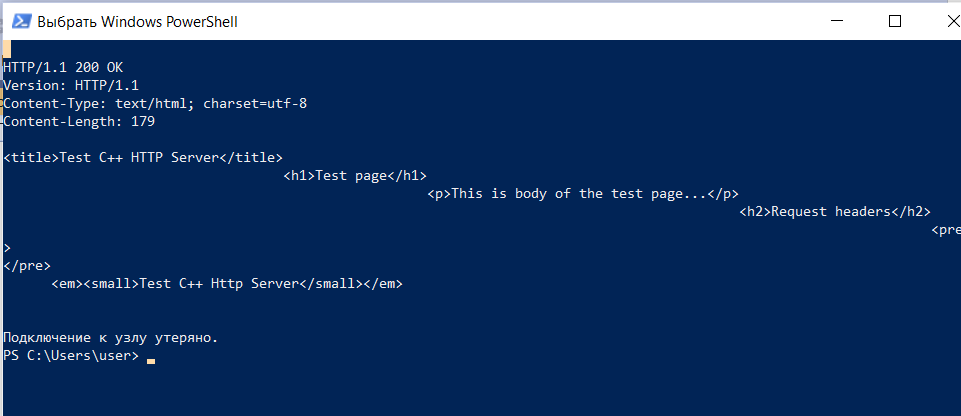 Выбрать Windows PowerShell
HTTP/1.1 200 OK
Version: HTTP/1.1
Content-Type: text/html; charset=utf-8
Content-Length: 179
<title>Test C++ HTTP Server</title>
<h1>Test page</h1>
<p>This is body of the test page...</p>
<h2>Request headers</h2>
<pre
>
</pre>
<em><small>Test C++ Http Server</small></em>
Подключение к узлу утеряно.
PS C:\Users\user>